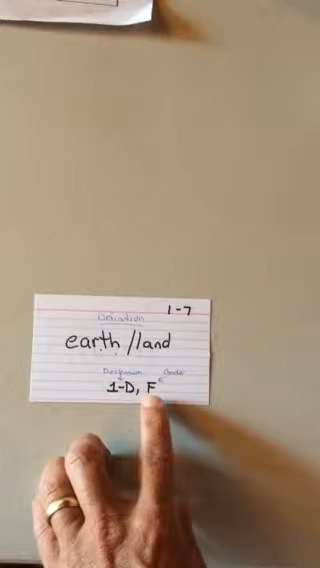 1-7
Definition
earth/land
Declension Gender
1-D, F